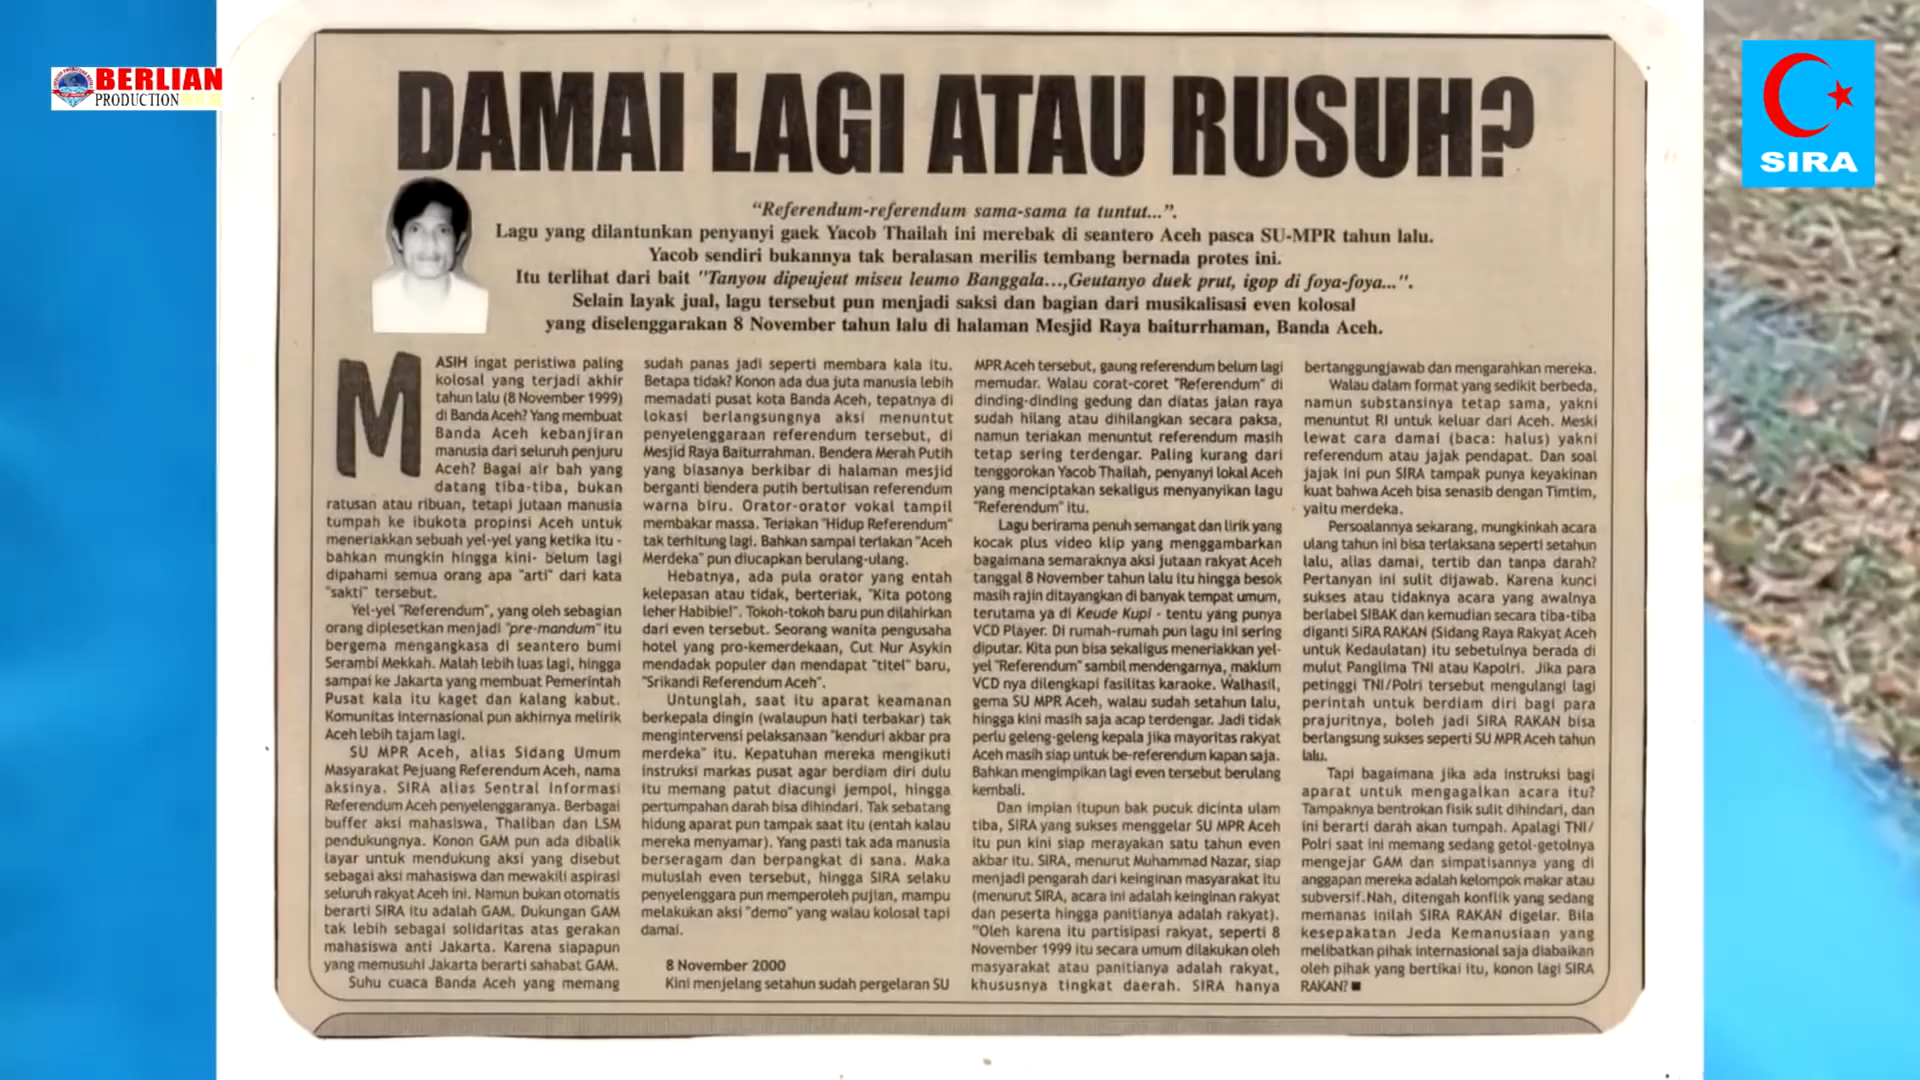 BERLIAN
PRODUCTION
SIRA
DAMAI LAGI ATAU RUSUH?
"Referendum-referendum sama-sama ta tuntut...".
Lagu yang dilantunkan penyanyi gaek Yacob Thailah ini merebak di seantero Aceh pasca SU-MPR tahun lalu.
Yacob sendiri bukannya tak beralasan merilis tembang bernada protes ini.
Itu terlihat dari bait "Tanyou dipeujeut miseu leumo Banggala...,Geutanyo duek prut, igop di foya-foya...".
Selain layak jual, lagu tersebut pun menjadi saksi dan bagian dari musikalisasi even kolosal
yang diselenggarakan 8 November tahun lalu di halaman Mesjid Raya baiturrhaman, Banda Aceh.
MASIH ingat peristiwa paling
kolosal yang terjadi akhir
tahun lalu (8 November 1999)
di Banda Aceh? Yang membuat
Banda Aceh kebanjiran
manusia dari seluruh penjuru
Aceh? Bagai air bah yang
datang tiba-tiba, bukan
ratusan atau ribuan, tetapi jutaan manusia
tumpah ke ibukota propinsi Aceh untuk
meneriakkan sebuah yel-yel yang ketika itu -
bahkan mungkin hingga kini- belum lagi
dipahami semua orang apa "arti" dari kata
"sakti" tersebut.
Yel-yel "Referendum", yang oleh sebagian
orang diplesetkan menjadi "pre-mandum" itu
bergema mengangkasa di seantero bumi
Serambi Mekkah. Malah lebih luas lagi, hingga
sampai ke Jakarta yang membuat Pemerintah
Pusat kala itu kaget dan kalang kabut.
Komunitas Internasional pun akhirnya melirik
Aceh lebih tajam lagi.
SU MPR Aceh, alias Sidang Umum
Masyarakat Pejuang Referendum Aceh, nama
aksinya. SIRA alias Sentral Informasi
Referendum Aceh penyelenggaranya. Berbagai
buffer aksi mahasiswa, Thaliban dan LSM
pendukungnya. Konon GAM pun ada dibalik
layar untuk mendukung aksi yang disebut
sebagai aksi mahasiswa dan mewakili aspirasi
seluruh rakyat Aceh ini. Namun bukan otomatis
berarti SIRA itu adalah GAM. Dukungan GAM
tak lebih sebagai solidaritas atas gerakan
mahasiswa anti Jakarta. Karena siapapun
yang memusuhi Jakarta berarti sahabat GAM.
Suhu cuaca Banda Aceh yang memang
sudah panas jadi seperti membara kala itu.
Betapa tidak? Konon ada dua juta manusia lebih
memadati pusat kota Banda Aceh, tepatnya di
lokasi berlangsungnya aksi menuntut
penyelenggaraan referendum tersebut, di
Mesjid Raya Baiturrahman. Bendera Merah Putih
yang biasanya berkibar di halaman mesjid
berganti bendera putih bertulisan referendum
warna biru. Orator-orator vokal tampil
membakar massa. Teriakan "Hidup Referendum"
tak terhitung lagi. Bahkan sampai teriakan "Aceh
Merdeka" pun diucapkan berulang-ulang.
Hebatnya, ada pula orator yang entah
kelepasan atau tidak, berteriak, "Kita potong
leher Habibie!". Tokoh-tokoh baru pun dilahirkan
dari even tersebut. Seorang wanita pengusaha
hotel yang pro-kemerdekaan, Cut Nur Asykin
mendadak populer dan mendapat "titel" baru,
"Srikandi Referendum Aceh".
Untunglah, saat itu aparat keamanan
berkepala dingin (walaupun hati terbakar) tak
mengintervensi pelaksanaan "kenduri akbar pra
merdeka" itu. Kepatuhan mereka mengikuti
instruksi markas pusat agar berdiam diri dulu
itu memang patut diacungi jempol, hingga
pertumpahan darah bisa dihindari. Tak sebatang
hidung aparat pun tampak saat itu (entah kalau
mereka menyamar). Yang pasti tak ada manusia
berseragam dan berpangkat di sana. Maka
muluslah even tersebut, hingga SIRA selaku
penyelenggara pun memperoleh pujian, mampu
melakukan aksi "demo" yang walau kolosal tapi
damai.
8 November 2000
Kini menjelang setahun sudah pergelaran SU
MPR Aceh tersebut, gaung referendum belum lagi
memudar. Walau corat-coret "Referendum" di
dinding-dinding gedung dan diatas jalan raya
sudah hilang atau dihilangkan secara paksa,
namun teriakan menuntut referendum masih
tetap sering terdengar. Paling kurang dari
tenggorokan Yacob Thailah, penyanyi lokal Aceh
yang menciptakan sekaligus menyanyikan lagu
"Referendum" itu.
Lagu berirama penuh semangat dan lirik yang
kocak plus video klip yang menggambarkan
bagaimana semaraknya aksi jutaan rakyat Aceh
tanggal 8 November tahun lalu itu hingga besok
masih rajin ditayangkan di banyak tempat umum,
terutama ya di Keude Kupi - tentu yang punya
VCD Player. Di rumah-rumah pun lagu ini sering
diputar. Kita pun bisa sekaligus meneriakkan yel-
yel "Referendum" sambil mendengarnya, maklum
VCD nya dilengkapi fasilitas karaoke. Walhasil,
gema SU MPR Aceh, walau sudah setahun lalu,
hingga kini masih saja acap terdengar. Jadi tidak
perlu geleng-geleng kepala jika mayoritas rakyat
Aceh masih siap untuk be-referendum kapan saja.
Bahkan mengimpikan lagi even tersebut berulang
kembali.
Dan impian itupun bak pucuk dicinta ulam
tiba, SIRA yang sukses menggelar SU MPR Aceh
itu pun kini siap merayakan satu tahun even
akbar itu. SIRA, menurut Muhammad Nazar, siap
menjadi pengarah dari keinginan masyarakat itu
(menurut SIRA, acara ini adalah keinginan rakyat
dan peserta hingga panitianya adalah rakyat).
"Oleh karena itu partisipasi rakyat, seperti 8
November 1999 itu secara umum dilakukan oleh
masyarakat atau panitianya adalah rakyat,
khususnya tingkat daerah. SIRA hanya
bertanggungjawab dan mengarahkan mereka.
Walau dalam format yang sedikit berbeda,
namun substansinya tetap sama, yakni
menuntut RI untuk keluar dari Aceh. Meski
lewat cara damai (baca: halus) yakni
referendum atau jajak pendapat. Dan soal
jajak ini pun SIRA tampak punya keyakinan
kuat bahwa Aceh bisa senasib dengan Timtim,
yaitu merdeka.
Persoalannya sekarang, mungkinkah acara
ulang tahun ini bisa terlaksana seperti setahun
lalu, alias damai, tertib dan tanpa darah?
Pertanyan ini sulit dijawab. Karena kunci
sukses atau tidaknya acara yang awalnya
berlabel SIBAK dan kemudian secara tiba-tiba
diganti SIRA RAKAN (Sidang Raya Rakyat Aceh
untuk Kedaulatan) itu sebetulnya berada di
mulut Panglima TNI atau Kapolri. Jika para
petinggi TNI/Polri tersebut mengulangi lagi
perintah untuk berdiam diri bagi para
prajuritnya, boleh jadi SIRA RAKAN bisa
berlangsung sukses seperti SU MPR Aceh tahun
lalu.
Tapi bagaimana jika ada instruksi bagi
aparat untuk mengagalkan acara itu?
Tampaknya bentrokan fisik sulit dihindari, dan
ini berarti darah akan tumpah. Apalagi TNI/
Polri saat ini memang sedang getol-getolnya
mengejar GAM dan simpatisannya yang di
anggapan mereka adalah kelompok makar atau
subversif.Nah, ditengah konflik yang sedang
memanas inilah SIRA RAKAN digelar. Bila
kesepakatan Jeda Kemanusiaan yang
melibatkan pihak internasional saja diabaikan
oleh pihak yang bertikai itu, konon lagi SIRA
RAKAN?